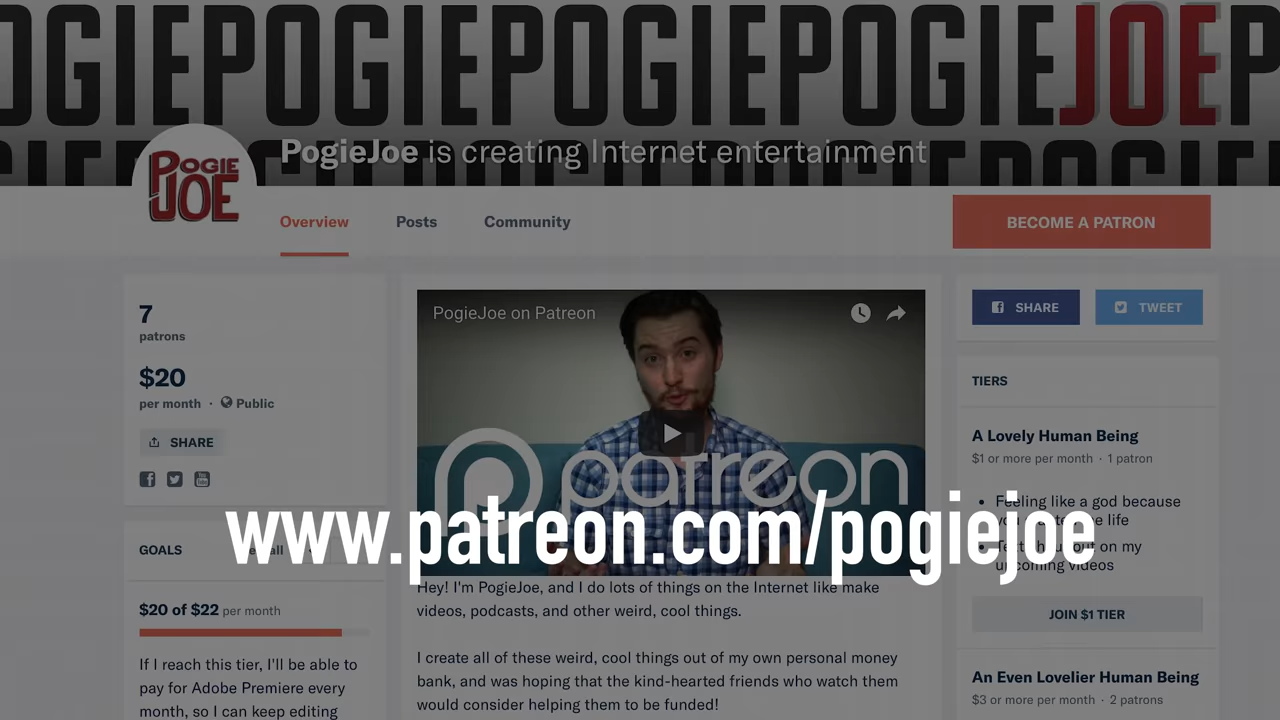 OGIEPOGIEPOGIEPOGIEPOGIEJOEP
POGIE
JOE
PogieJoe is creating Internet entertainment
Overview
Posts
Community
BECOME A PATRON
7
patrons
$20
per month · Public
SHARE
GOALS
$20 of $22 per month
If I reach this tier, I'll be able to
pay for Adobe Premiere every
month, so I can keep editing
PogieJoe on Patreon
patreon
www.patreon.com/pogiejoe
Hey! I'm PogieJoe, and I do lots of things on the Internet like make
videos, podcasts, and other weird, cool things.
I create all of these weird, cool things out of my own personal money
bank, and was hoping that the kind-hearted friends who watch them
would consider helping them to be funded!
SHARE
TWEET
TIERS
A Lovely Human Being
$1 or more per month · 1 patron
Feeling like a god because
life
out on my
upcoming videos
JOIN $1 TIER
An Even Lovelier Human Being
$3 or more per month · 2 patrons